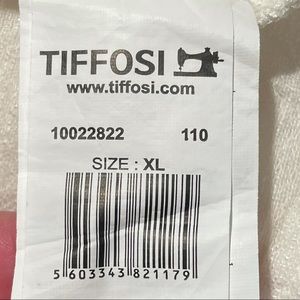 TIFFOSI
www.tiffosi.com
10022822 110
SIZE : XL
5 603343 821179